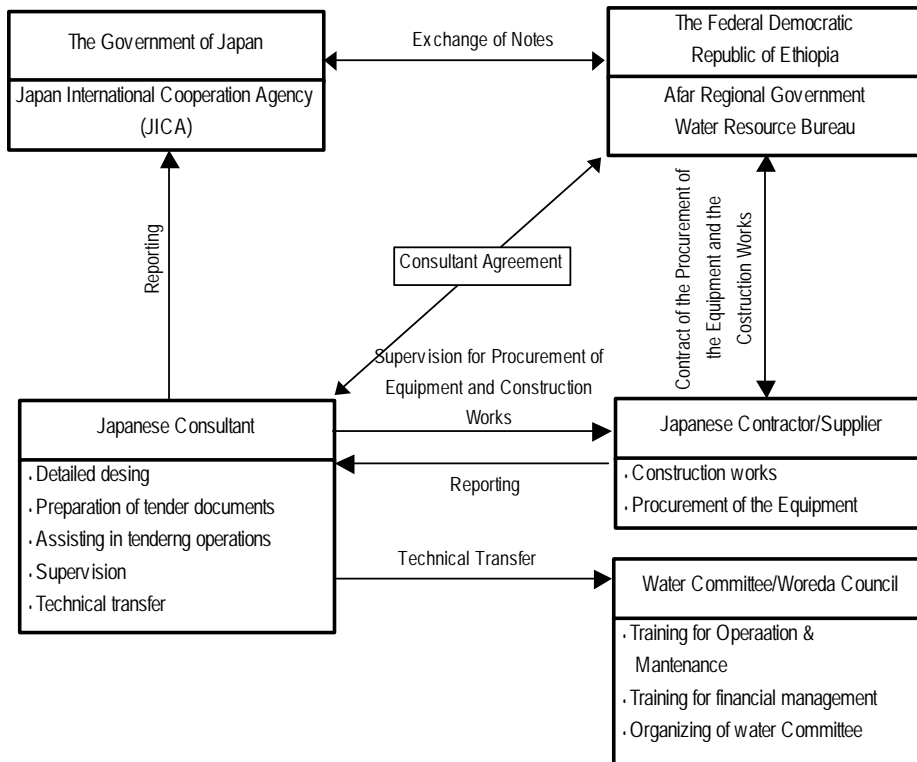 The Government of Japan
Japan International Cooperation Agency
(JICA)
Exchange of Notes
The Federal Democratic
Republic of Ethiopia
Afar Regional Government
Water Resource Bureau
Reporting
Consultant Agreement
Contract of the Procurement of
the Equipment and the
Costruction Works
Supervision for Procurement of
Equipment and Construction
Works
Japanese Consultant
· Detailed desing
· Preparation of tender documents
· Assisting in tenderng operations
· Supervision
· Technical transfer
Reporting
Japanese Contractor/Supplier
· Construction works
· Procurement of the Equipment
Technical Transfer
Water Committee/Woreda Council
· Training for Operaation &
Mantenance
· Training for financial management
· Organizing of water Committee